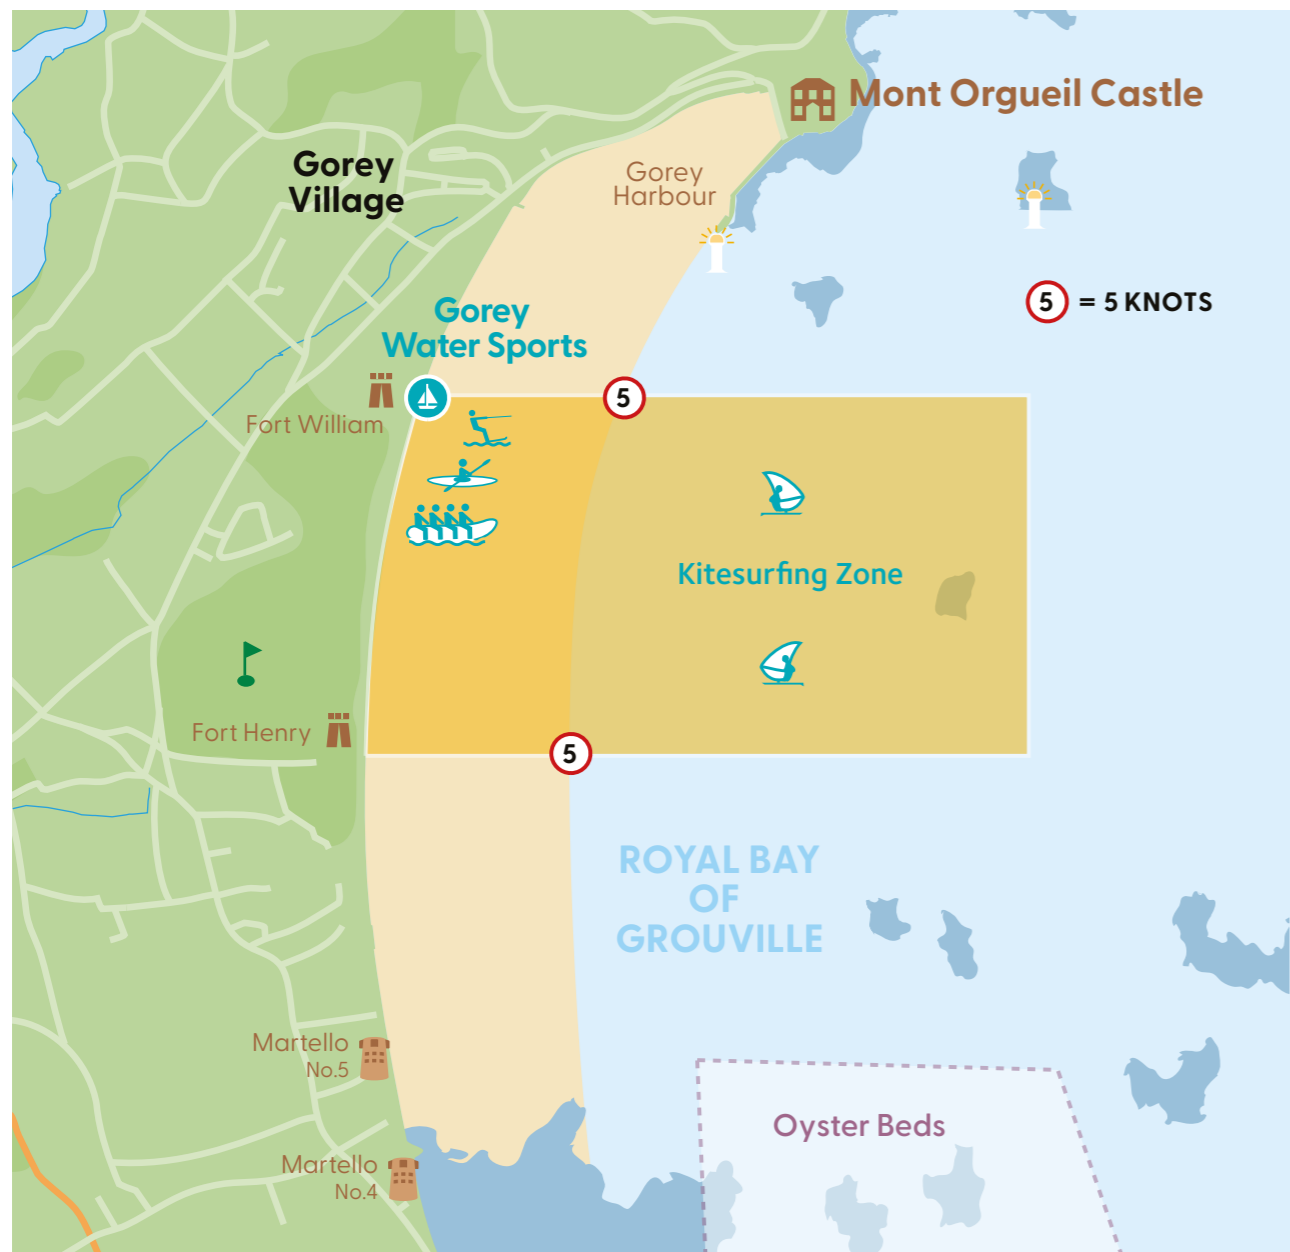 Mont Orgueil Castle
Gorey
Village
Gorey
Harbour
5 = 5 KNOTS
Gorey
Water Sports
5
Fort William
Kitesurfing Zone
Fort Henry
5
ROYAL BAY
OF
GROUVILLE
Martello
No.5
Oyster Beds
Martello
No.4